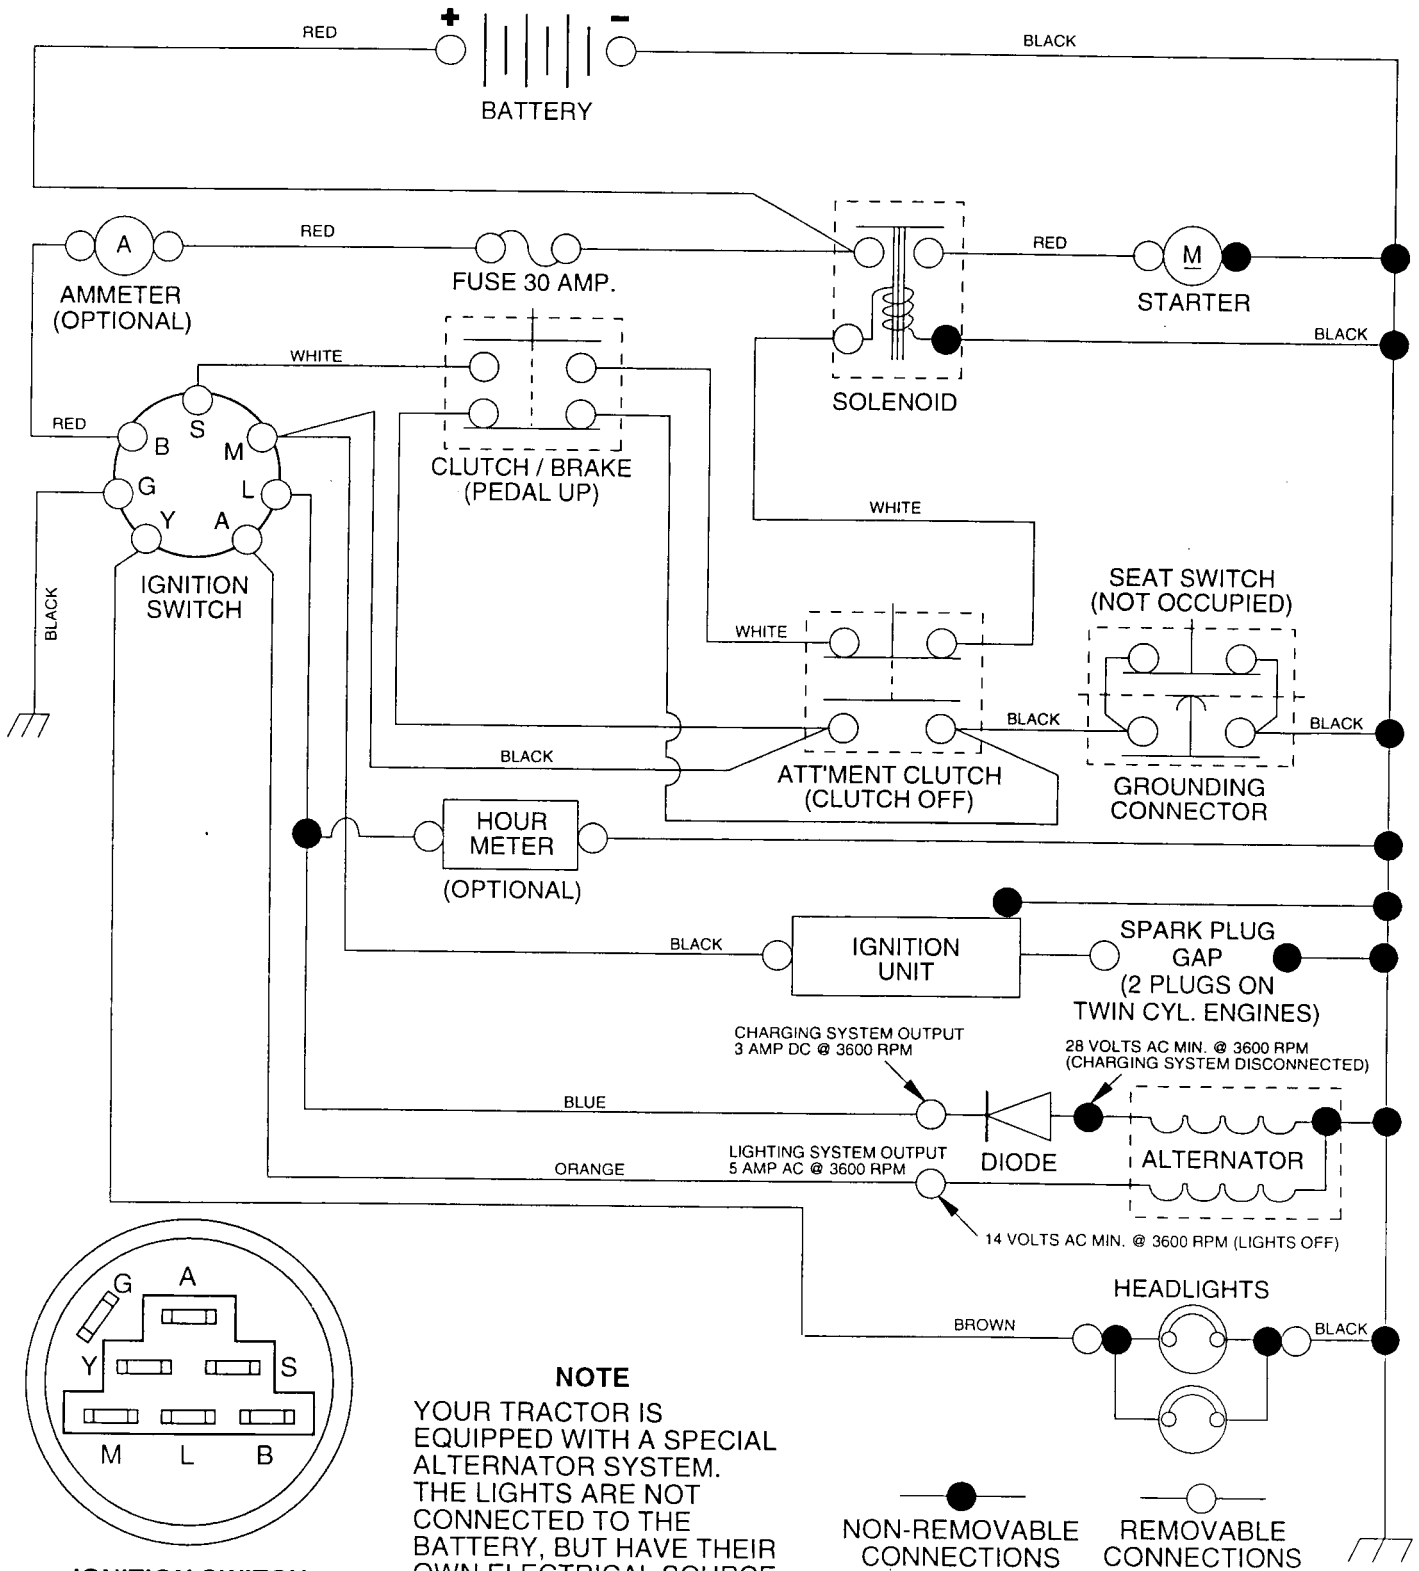 + -
RED
BLACK
BATTERY
A
RED
FUSE 30 AMP.
AMMETER
(OPTIONAL)
RED
M
STARTER
BLACK
SOLENOID
WHITE
RED
S
B
M
G
L
Y
A
CLUTCH / BRAKE
(PEDAL UP)
IGNITION
SWITCH
BLACK
WHITE
WHITE
SEAT SWITCH
(NOT OCCUPIED)
BLACK
BLACK
BLACK
ATT'MENT CLUTCH
(CLUTCH OFF)
GROUNDING
CONNECTOR
HOUR
METER
(OPTIONAL)
BLACK
IGNITION
UNIT
SPARK PLUG
GAP
(2 PLUGS ON
TWIN CYL. ENGINES)
CHARGING SYSTEM OUTPUT
3 AMP DC @ 3600 RPM
28 VOLTS AC MIN. @ 3600 RPM
(CHARGING SYSTEM DISCONNECTED)
BLUE
DIODE
ALTERNATOR
LIGHTING SYSTEM OUTPUT
5 AMP AC @ 3600 RPM
ORANGE
14 VOLTS AC MIN. @ 3600 RPM (LIGHTS OFF)
HEADLIGHTS
BROWN
BLACK
G
A
Y
S
M L B
IGNITION SWITCH
NOTE
YOUR TRACTOR IS
EQUIPPED WITH A SPECIAL
ALTERNATOR SYSTEM.
THE LIGHTS ARE NOT
CONNECTED TO THE
BATTERY, BUT HAVE THEIR
OWN ELECTRICAL SOURCE
NON-REMOVABLE
CONNECTIONS
REMOVABLE
CONNECTIONS